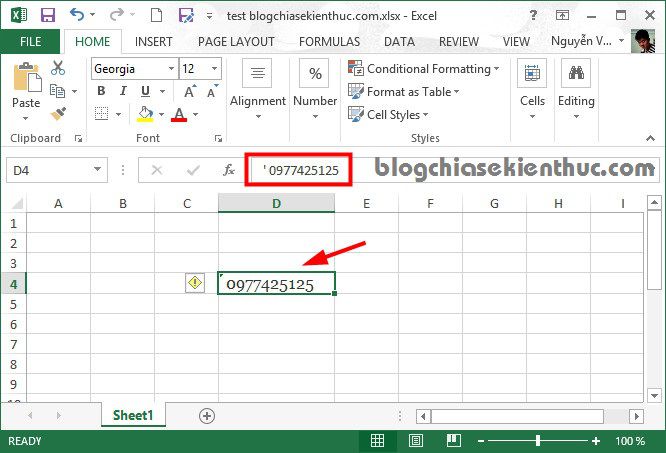 test blogchiasekienthuc.com.xlsx - Excel
FILE HOME INSERT PAGE LAYOUT FORMULAS DATA REVIEW VIEW Nguyễn V...
Georgia 12
Paste
B I U
A A
A
Alignment
%
Number
Conditional Formatting
Format as Table
Cell Styles
Cells
Editing
Clipboard Font Styles
D4 fx '0977425125
blogchiasekienthuc.com
A B C D E F G H I
1
2
3
4 0977425125
5
6
7
8
9
Sheet1
READY 100 %